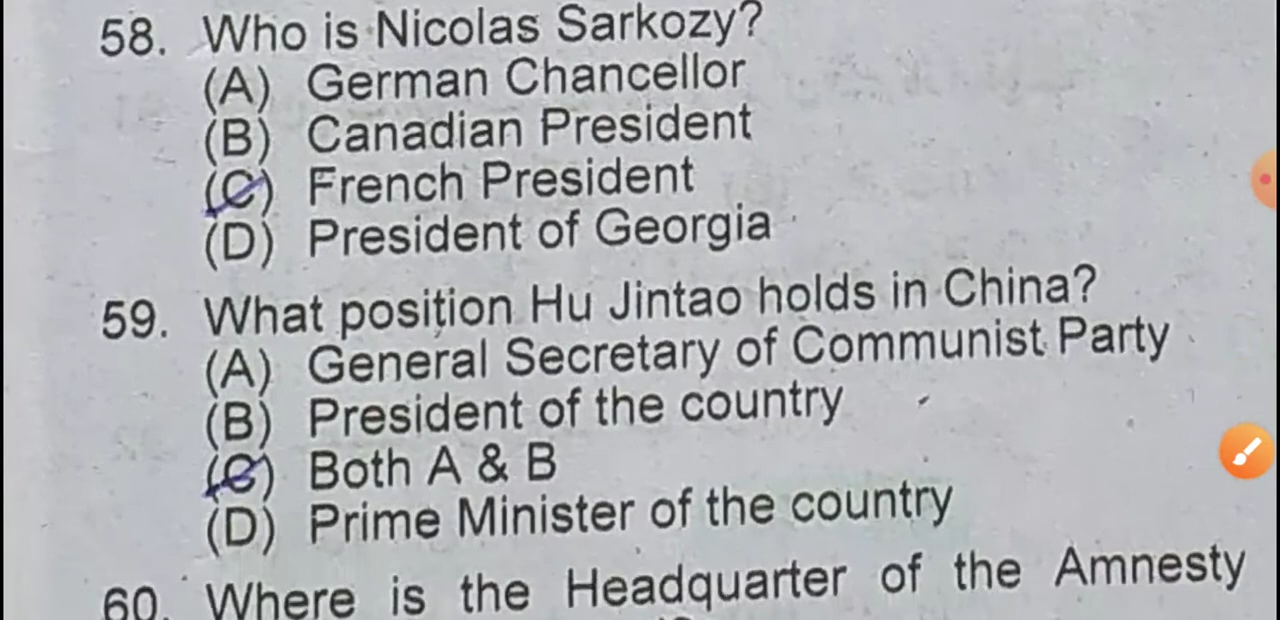 58. Who is Nicolas Sarkozy?
(A) German Chancellor
(B) Canadian President
(C) French President
(D) President of Georgia
59. What position Hu Jintao holds in China?
(A) General Secretary of Communist Party
(B) President of the country
(C) Both A & B
(D) Prime Minister of the country
60. Where is the Headquarter of the Amnesty